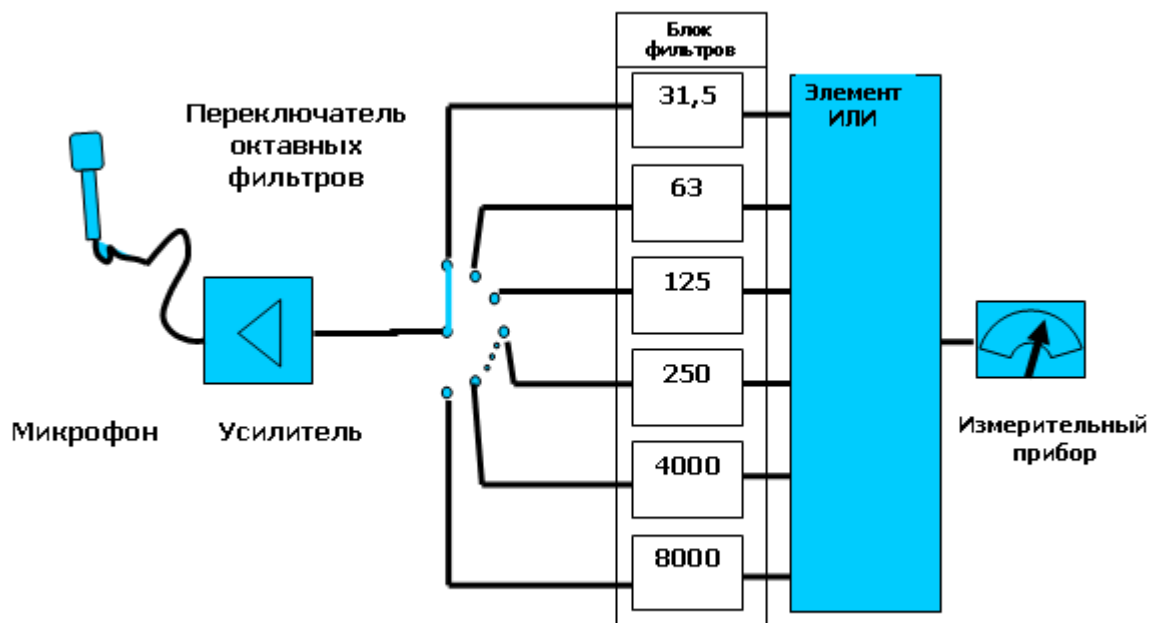 Блок
фильтров
31,5
Элемент
ИЛИ
Переключатель
октавных
фильтров
63
125
250
Микрофон
Усилитель
Измерительный
прибор
4000
8000